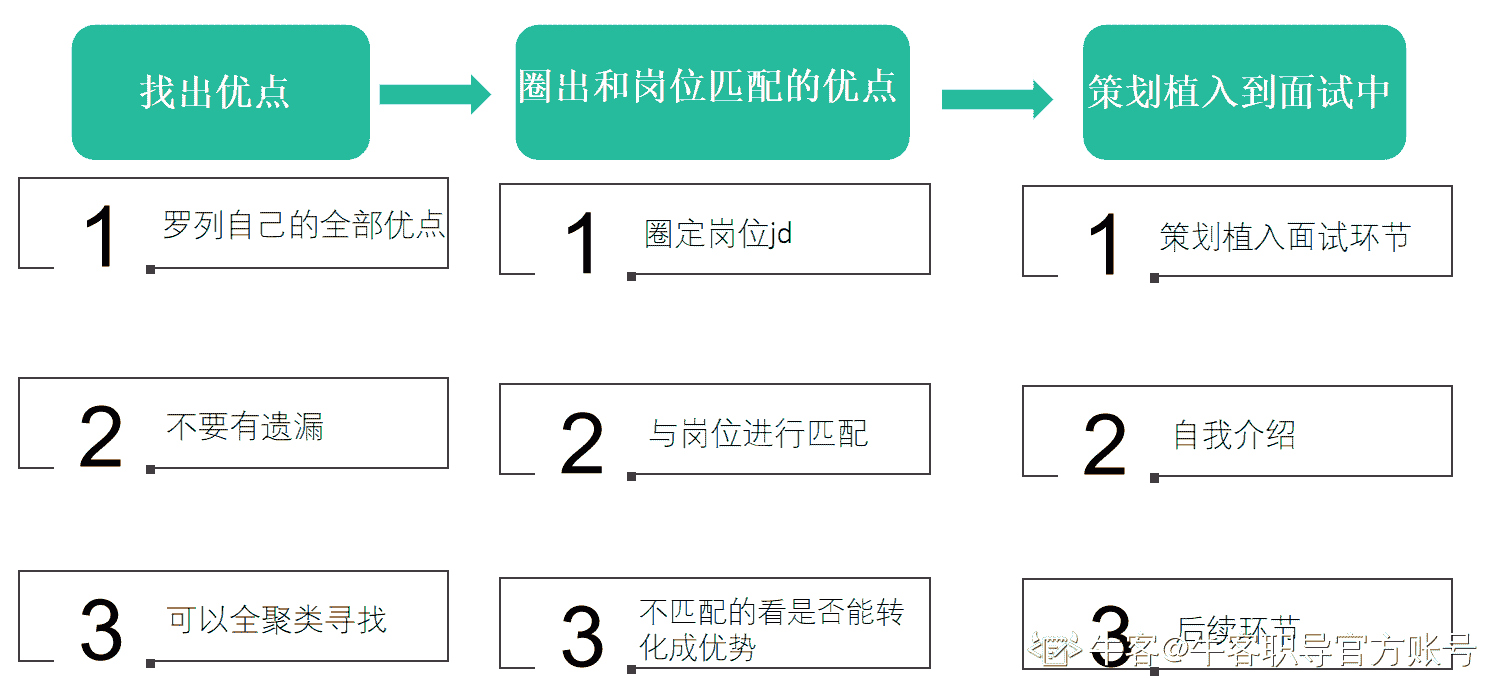 找出优点
圈出和岗位匹配的优点
策划植入到面试中
1 罗列自己的全部优点
1 圈定岗位jd
1 策划植入面试环节
2 不要有遗漏
2 与岗位进行匹配
2 自我介绍
3 可以全聚类寻找
3 不匹配的看是否能转
化成优势
3 后续环节
牛客@牛客职导官方账号